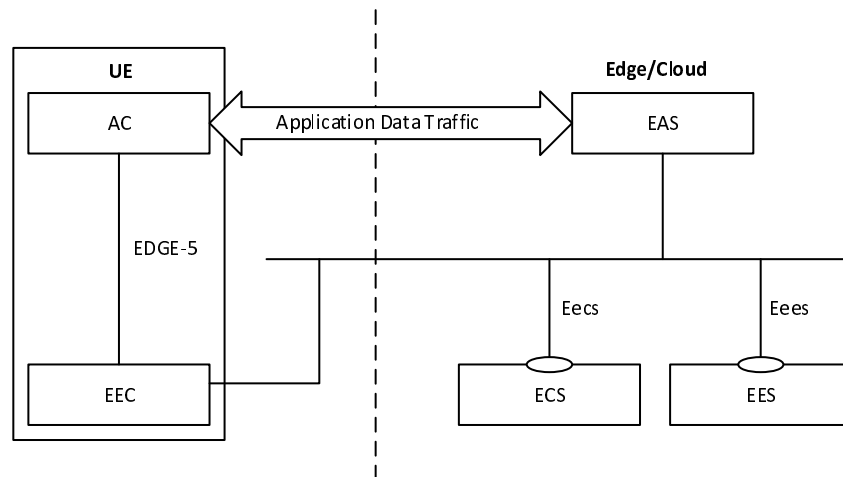 UE
Edge/Cloud
AC
Application Data Traffic
EAS
EDGE-5
Eecs
Eees
EEC
ECS
EES